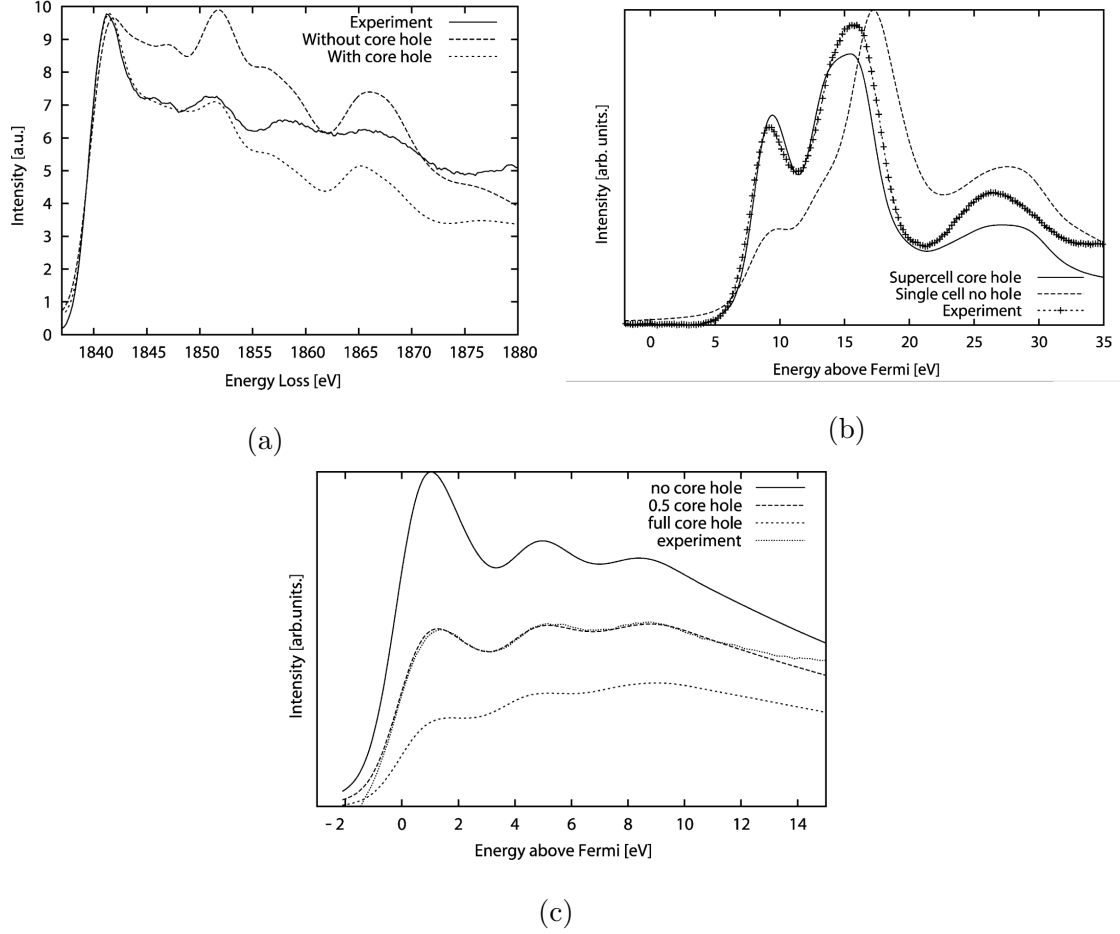 10
9
8
7
6
5
4
3
2
1
0
Intensity [a.u.]
Experiment
Without core hole
With core hole
1840 1845 1850 1855 1860 1865 1870 1875 1880
Energy Loss [eV]
(a)
Intensity [arb. units.]
Supercell core hole
Single cell no hole
Experiment
0 5 10 15 20 25 30 35
Energy above Fermi [eV]
(b)
Intensity [arb.units.]
no core hole
0.5 core hole
full core hole
experiment
-2 0 2 4 6 8 10 12 14
Energy above Fermi [eV]
(c)